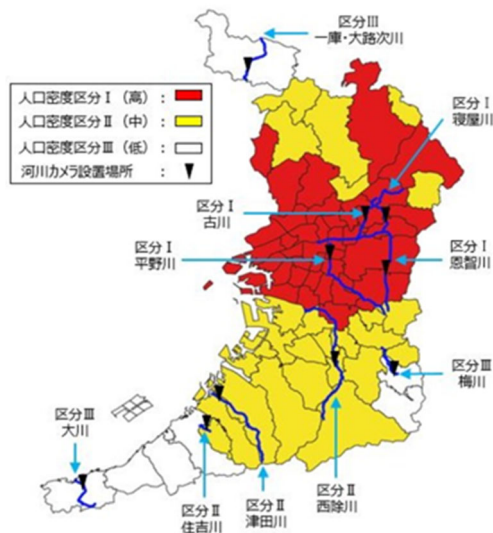 区分Ⅲ
一庫・大路次川
人口密度区分Ⅰ（高）：
人口密度区分Ⅱ（中）：
人口密度区分Ⅲ（低）：
河川カメラ設置場所 ：
区分Ⅰ
寝屋川
区分Ⅰ
古川
区分Ⅰ
平野川
区分Ⅰ
恩智川
区分Ⅲ
梅川
区分Ⅲ
大川
区分Ⅱ
住吉川
区分Ⅱ
津田川
区分Ⅱ
西除川